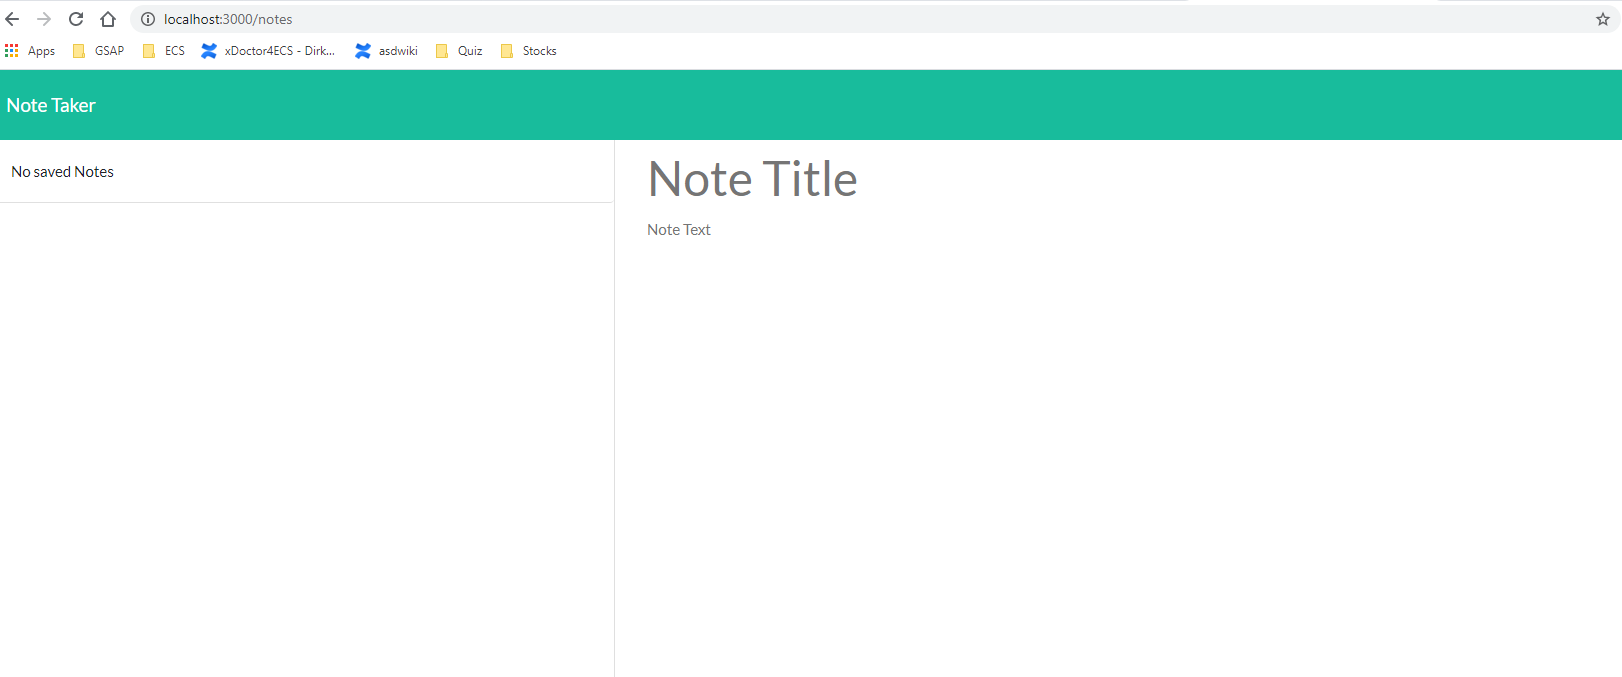 localhost:3000/notes
Apps GSAP ECS xDoctor4ECS - Dirk... asdwiki Quiz Stocks
Note Taker
No saved Notes
Note Title
Note Text